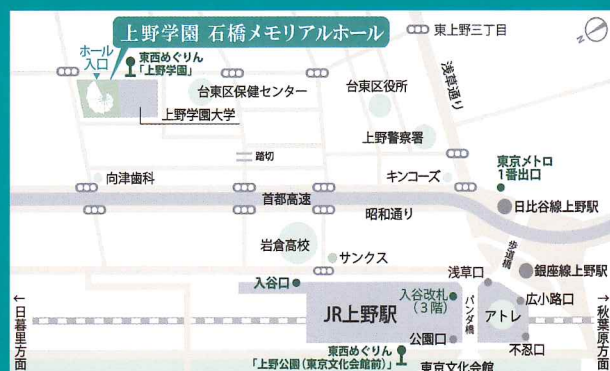 上野学園 石橋メモリアルホール
東上野三丁目
N
浅草通り
ホール
入口
東西めぐりん
「上野学園」
台東区保健センター
上野学園大学
台東区役所
上野警察署
踏切
東京メトロ
1番出口
向津歯科
キンコーズ
首都高速
昭和通り
日比谷線上野駅
岩倉高校
サンクス
歩道橋
銀座線上野駅
入谷口
浅草口
JR上野駅
入谷改札
(3階)
パンダ橋
アトレ
広小路口
公園口
不忍口
←日暮里方面
→秋葉原方面
東西めぐりん
「上野公園(東京文化会館前)」
東京文化会館